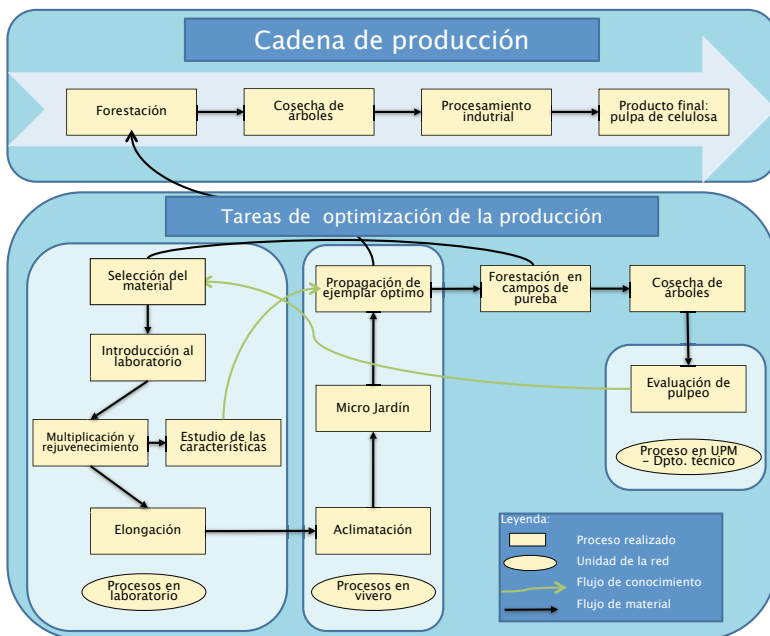 Cadena de producción
Forestación
Cosecha de
árboles
Procesamiento
indutrial
Producto final:
pulpa de celulosa
Tareas de optimización de la producción
Selección del
material
Propagación de
ejemplar óptimo
Forestación en
campos de
pureba
Cosecha de
árboles
Introducción al
laboratorio
Evaluación de
pulpeo
Micro Jardín
Multiplicación y
rejuvenecimiento
Estudio de las
características
Proceso en UPM
– Dpto. técnico
Elongación
Aclimatación
Procesos en
laboratorio
Procesos en
vivero
Leyenda:
Proceso realizado
Unidad de la red
Flujo de conocimiento
Flujo de material